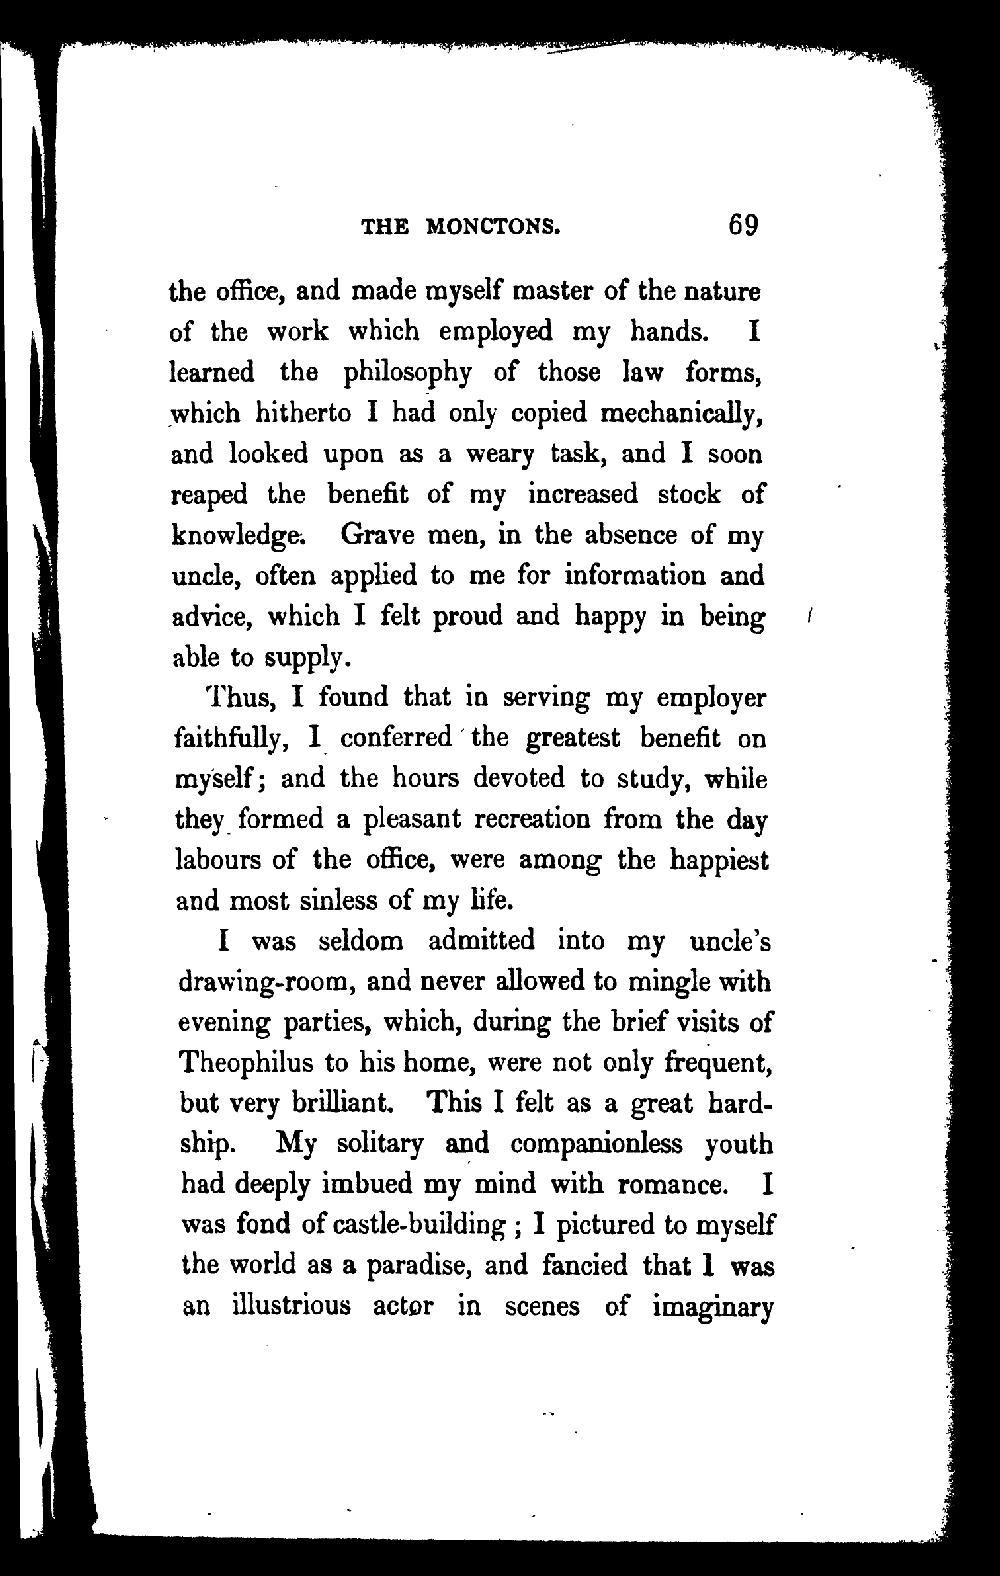 THE MONCTONS. 69
the office, and made myself master of the nature
of the work which employed my hands. I
learned the philosophy of those law forms,
which hitherto I had only copied mechanically,
and looked upon as a weary task, and I soon
reaped the benefit of my increased stock of
knowledge. Grave men, in the absence of my
uncle, often applied to me for information and
advice, which I felt proud and happy in being
able to supply.
Thus, I found that in serving my employer
faithfully, I conferred the greatest benefit on
myself; and the hours devoted to study, while
they formed a pleasant recreation from the day
labours of the office, were among the happiest
and most sinless of my life.
I was seldom admitted into my uncle's
drawing-room, and never allowed to mingle with
evening parties, which, during the brief visits of
Theophilus to his home, were not only frequent,
but very brilliant. This I felt as a great hard-
ship. My solitary and companionless youth
had deeply imbued my mind with romance. I
was fond of castle-building ; I pictured to myself
the world as a paradise, and fancied that I was
an illustrious actor in scenes of imaginary